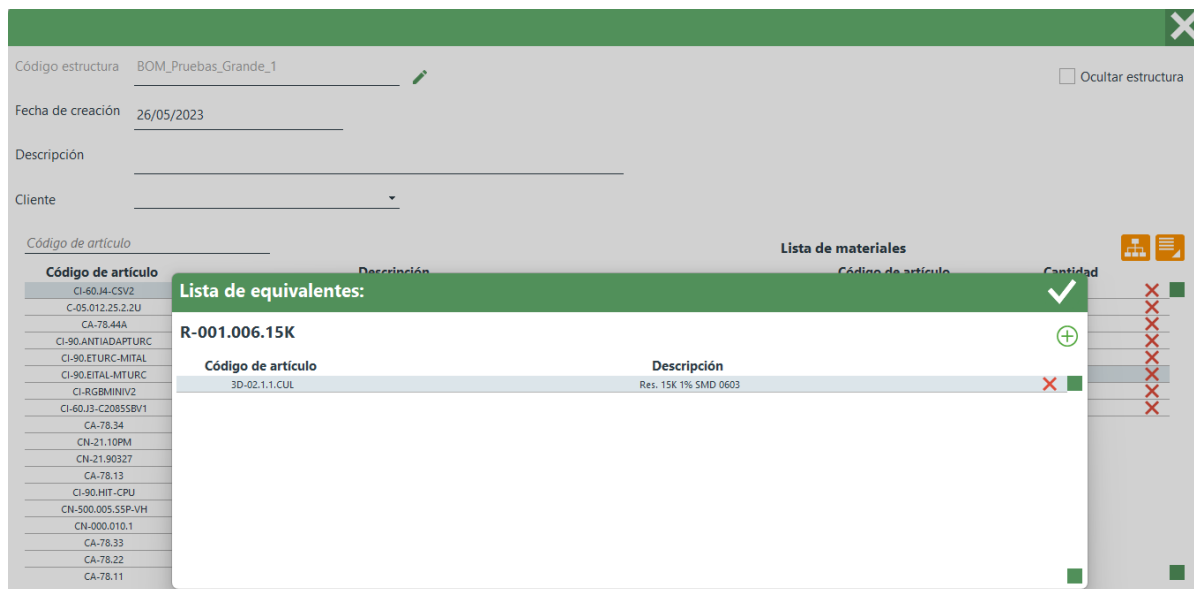 Código estructura BOM_Pruebas_Grande_1
Ocultar estructura
Fecha de creación 26/05/2023
Descripción
Cliente
Código de artículo
Lista de materiales
Código de artículo Descripción Código de artículo Cantidad
CI-60.J4-CSV2
C-05.012.25.2.2U
CA-78.44A
CI-90.ANTIADAPTURC
CI-90.ETURC-MITAL
CI-90.EITAL-MTURC
CI-RGBMINIV2
CI-60.J3-C2085SBV1
CA-78.34
CN-21.10PM
CN-21.90327
CA-78.13
CI-90.HIT-CPU
CN-500.005.S5P-VH
CN-000.010.1
CA-78.33
CA-78.22
CA-78.11
Lista de equivalentes:
R-001.006.15K
Código de artículo Descripción
3D-02.1.1.CUL Res. 15K 1% SMD 0603